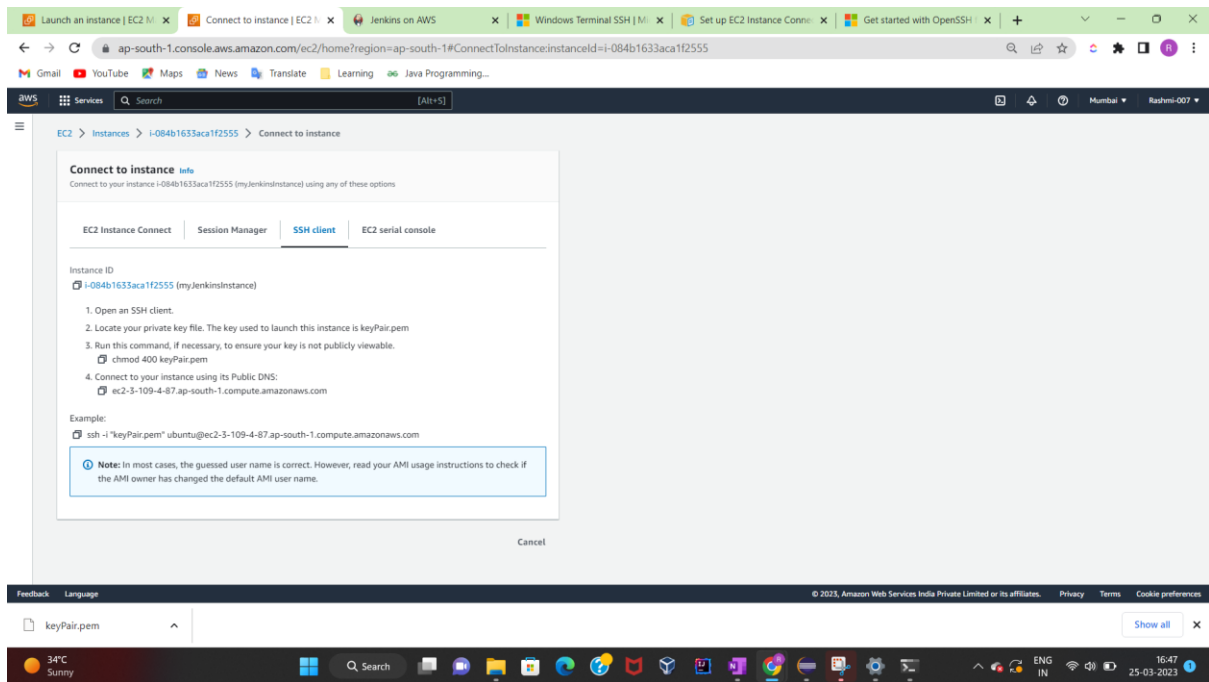 Launch an instance | EC2 M
Connect to instance | EC2 M
Jenkins on AWS
Windows Terminal SSH | Mi
Set up EC2 Instance Conne
Get started with OpenSSH
ap-south-1.console.aws.amazon.com/ec2/home?region=ap-south-1#ConnectToInstance:instanceId=i-084b1633aca1f2555
R
Gmail YouTube Maps News Translate Learning Java Programming...
aws Services Search [Alt+S] Mumbai Rashmi-007
EC2 > Instances > i-084b1633aca1f2555 > Connect to instance
Connect to instance Info
Connect to your instance i-084b1633aca1f2555 (myJenkinsInstance) using any of these options
EC2 Instance Connect Session Manager SSH client EC2 serial console
Instance ID
i-084b1633aca1f2555 (myJenkinsInstance)
1. Open an SSH client.
2. Locate your private key file. The key used to launch this instance is keyPair.pem
3. Run this command, if necessary, to ensure your key is not publicly viewable.
chmod 400 keyPair.pem
4. Connect to your instance using its Public DNS:
ec2-3-109-4-87.ap-south-1.compute.amazonaws.com
Example:
ssh -i "keyPair.pem" ubuntu@ec2-3-109-4-87.ap-south-1.compute.amazonaws.com
Note: In most cases, the guessed user name is correct. However, read your AMI usage instructions to check if
the AMI owner has changed the default AMI user name.
Cancel
Feedback Language © 2023, Amazon Web Services India Private Limited or its affiliates. Privacy Terms Cookie preferences
keyPair.pem Show all
34°C
Sunny
Search
ENG
IN
16:47
25-03-2023
1